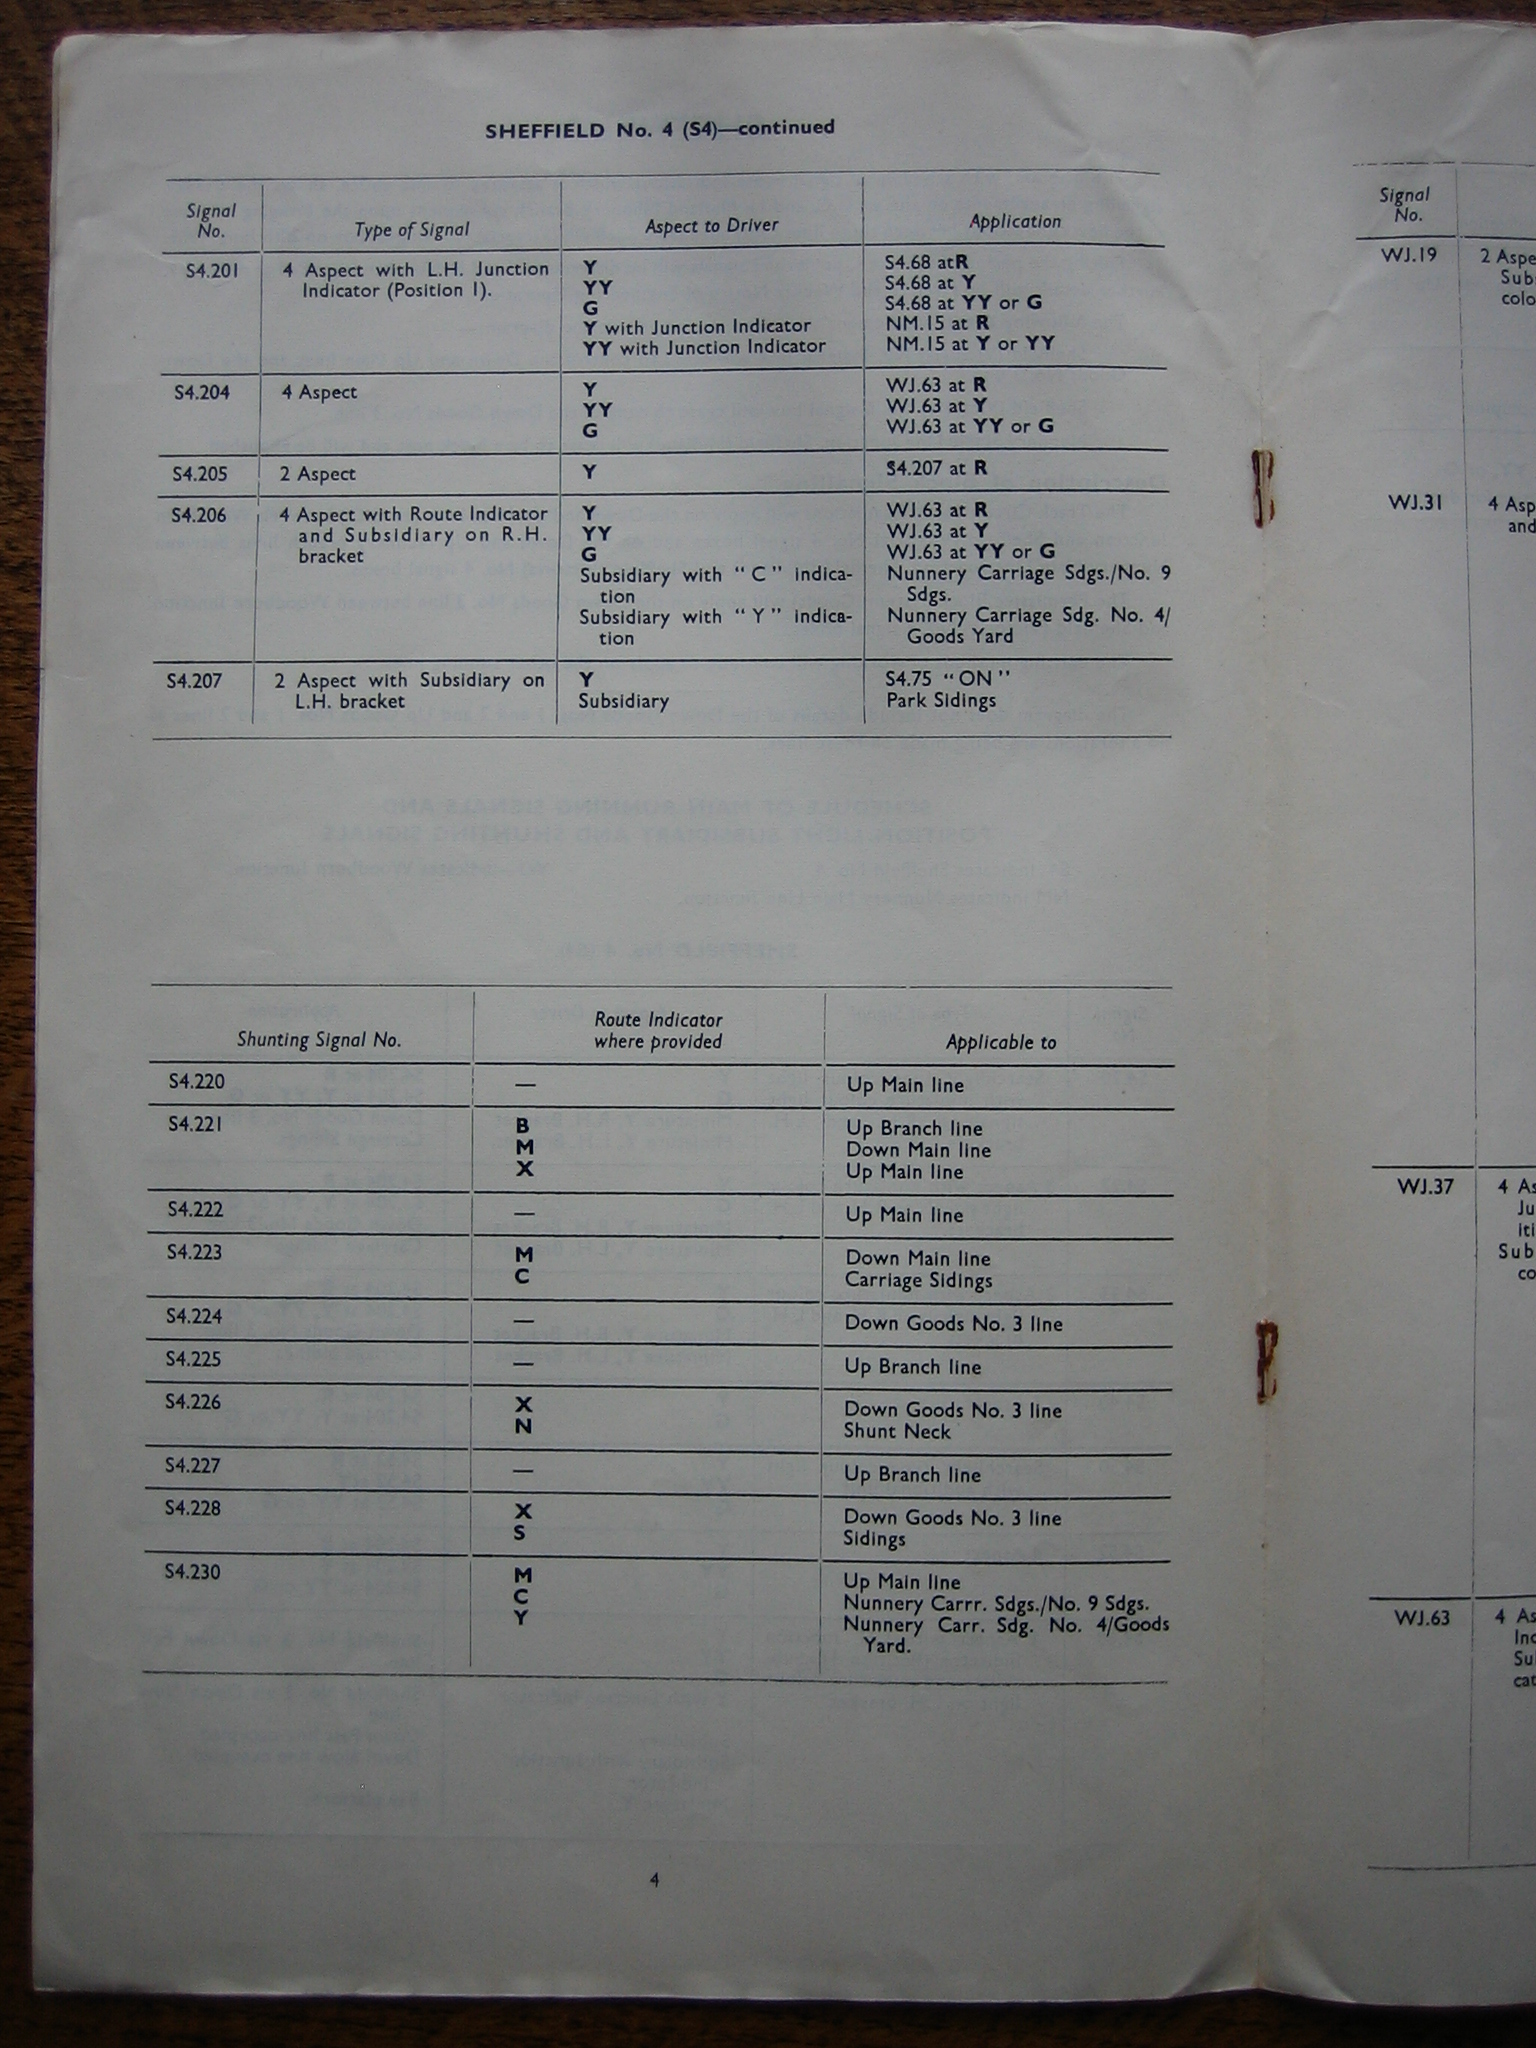 SHEFFIELD No. 4 (S4)—continued
Signal No. Type of Signal Aspect to Driver Application
S4.201 4 Aspect with L.H. Junction Indicator (Position 1).
Y S4.68 at R
YY S4.68 at Y
G S4.68 at YY or G
Y with Junction Indicator NM.15 at R
YY with Junction Indicator NM.15 at Y or YY
S4.204 4 Aspect Y WJ.63 at R
YY WJ.63 at Y
G WJ.63 at YY or G
S4.205 2 Aspect Y S4.207 at R
S4.206 4 Aspect with Route Indicator and Subsidiary on R.H. bracket
Y WJ.63 at R
YY WJ.63 at Y
G WJ.63 at YY or G
Subsidiary with "C" indica-
tion
Nunnery Carriage Sdgs./No. 9
Sdgs.
Subsidiary with "Y" indica-
tion
Nunnery Carriage Sdg. No. 4/
Goods Yard
S4.207 2 Aspect with Subsidiary on L.H. bracket
Y S4.75 "ON"
Subsidiary Park Sidings
Shunting Signal No. Route Indicator where provided Applicable to
S4.220 — Up Main line
S4.221 B Up Branch line
M Down Main line
X Up Main line
S4.222 — Up Main line
S4.223 M Down Main line
C Carriage Sidings
S4.224 — Down Goods No. 3 line
S4.225 — Up Branch line
S4.226 X Down Goods No. 3 line
N Shunt Neck
S4.227 — Up Branch line
S4.228 X Down Goods No. 3 line
S Sidings
S4.230 M Up Main line
C Nunnery Carrr. Sdgs./No. 9 Sdgs.
Y Nunnery Carr. Sdg. No. 4/Goods
Yard.
4
Signal
No.
WJ.19 2
WJ.31 4
and
WJ.37 4
WJ.63 4